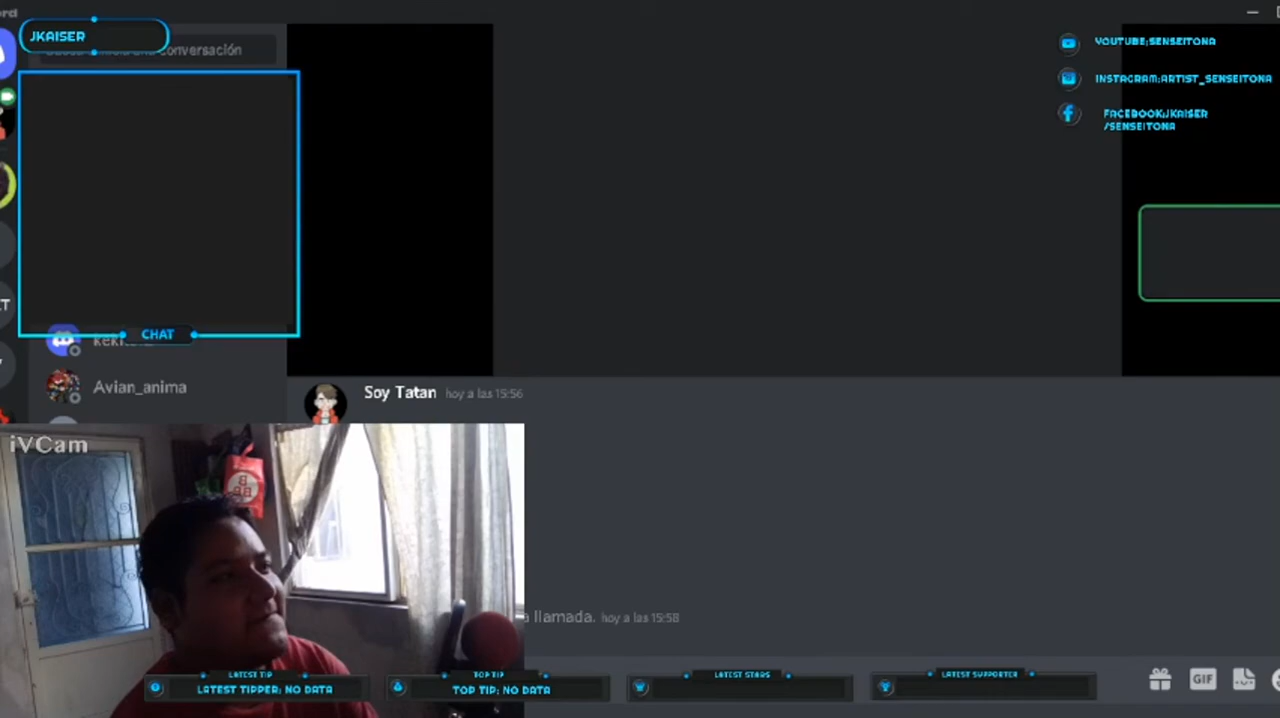 JKAISER
conversación
YOUTUBE:SENSEITONA
INSTAGRAM:ARTIST_SENSEITONA
FACEBOOK:JKAISER
/SENSEITONA
CHAT
Avian_anima
Soy Tatan hoy a las 15:56
iVCam
llamada. hoy a las 15:58
LATEST TIP
LATEST TIPPER: NO DATA
TOP TIP
TOP TIP: NO DATA
LATEST STARS
LATEST SUPPORTER
GIF